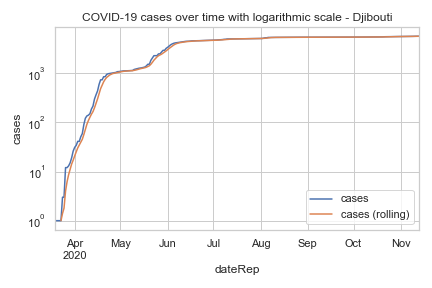 COVID-19 cases over time with logarithmic scale - Djibouti
cases
10³
10²
10¹
10⁰
cases
cases (rolling)
Apr May Jun Jul Aug Sep Oct Nov
2020
dateRep